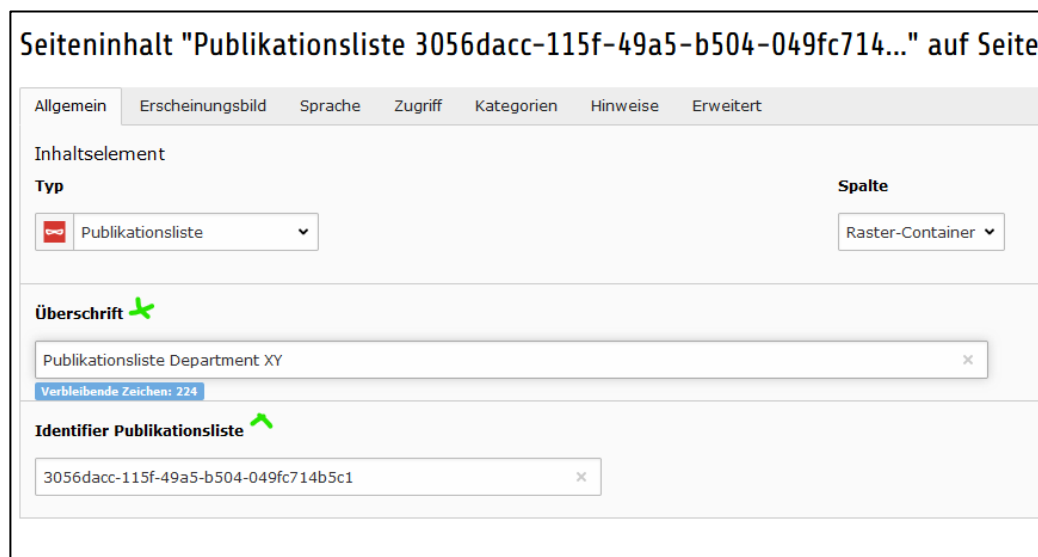 Seiteninhalt "Publikationsliste 3056dacc-115f-49a5-b504-049fc714..." auf Seite
Allgemein Erscheinungsbild Sprache Zugriff Kategorien Hinweise Erweitert
Inhaltselement
Typ Spalte
Publikationsliste Raster-Container
Überschrift
Publikationsliste Department XY
Verbleibende Zeichen: 224
Identifier Publikationsliste
3056dacc-115f-49a5-b504-049fc714b5c1